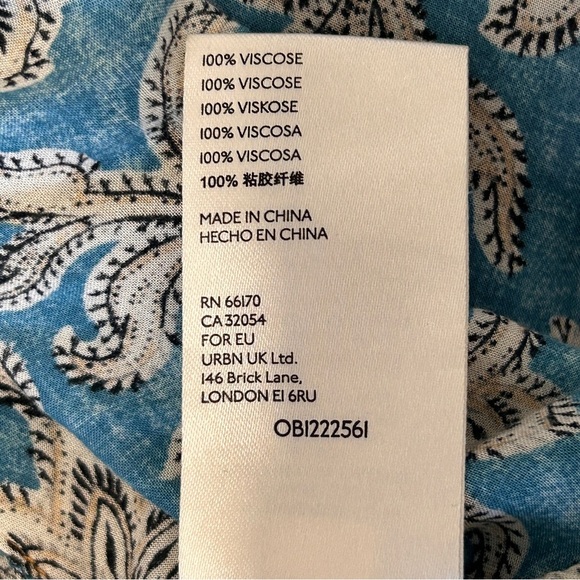 100% VISCOSE
100% VISCOSE
100% VISKOSE
100% VISCOSA
100% VISCOSA
100% 粘胶纤维
MADE IN CHINA
HECHO EN CHINA
RN 66170
CA 32054
FOR EU
URBN UK Ltd.
146 Brick Lane,
LONDON E1 6RU
OB1222561